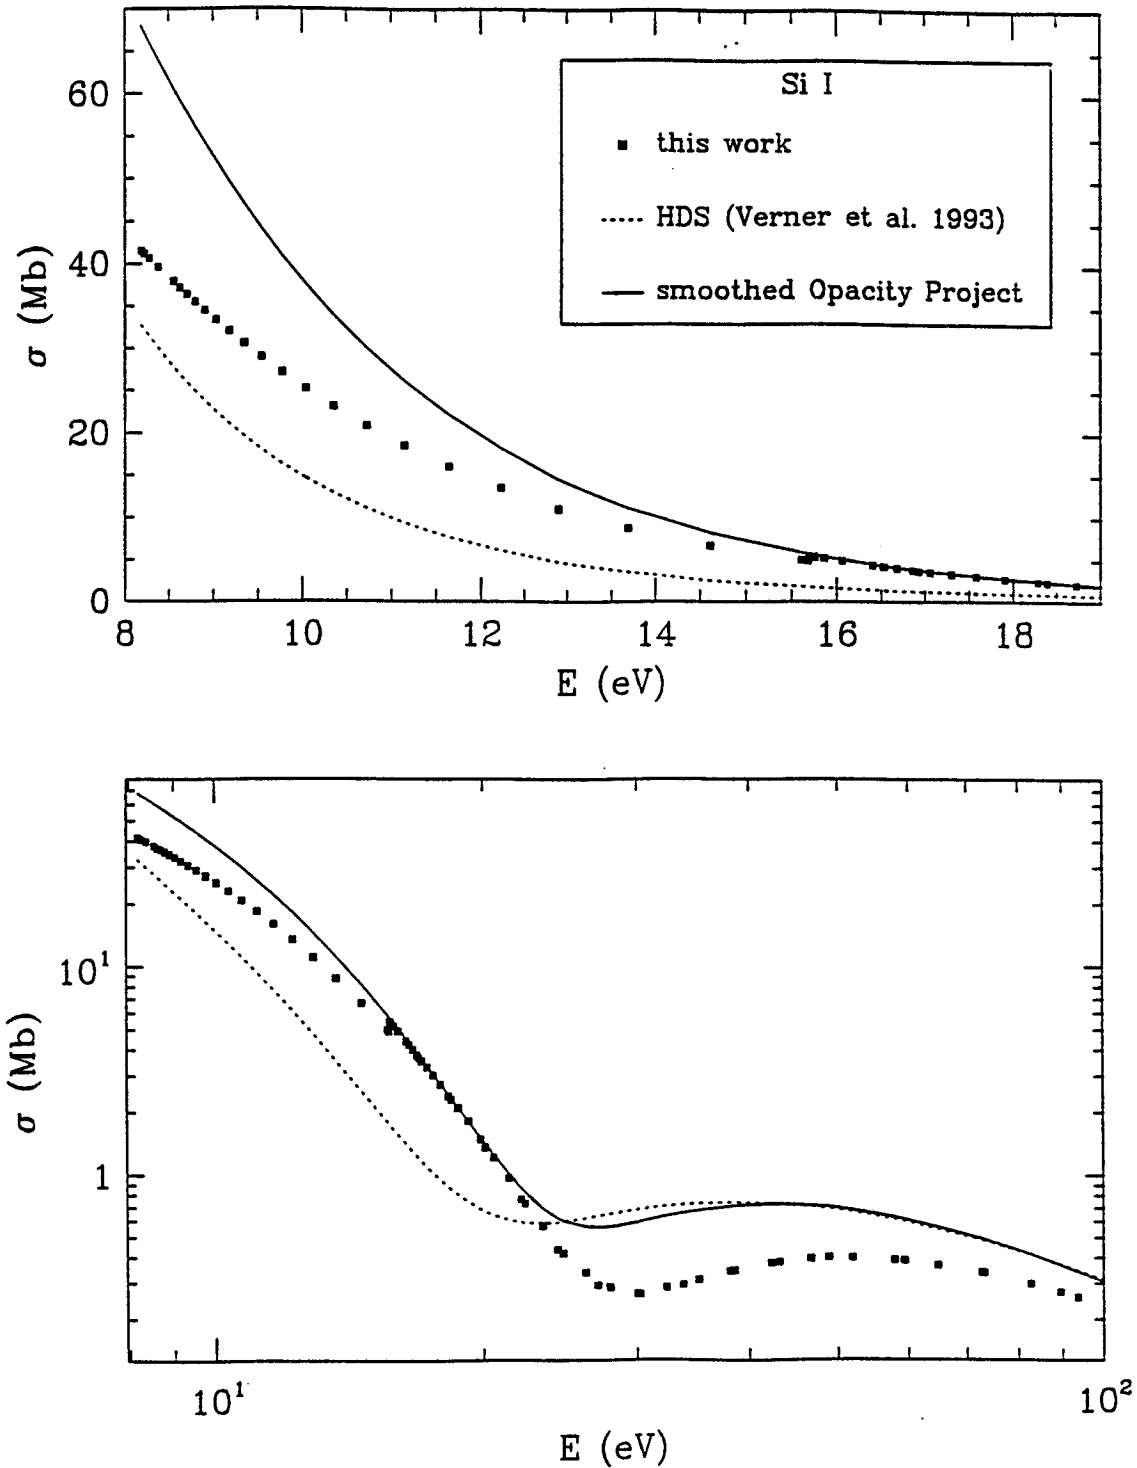 Si I
this work
HDS (Verner et al. 1993)
smoothed Opacity Project
60
40
20
0
σ (Mb)
8 10 12 14 16 18
E (eV)
10¹
1
σ (Mb)
10¹ 10²
E (eV)